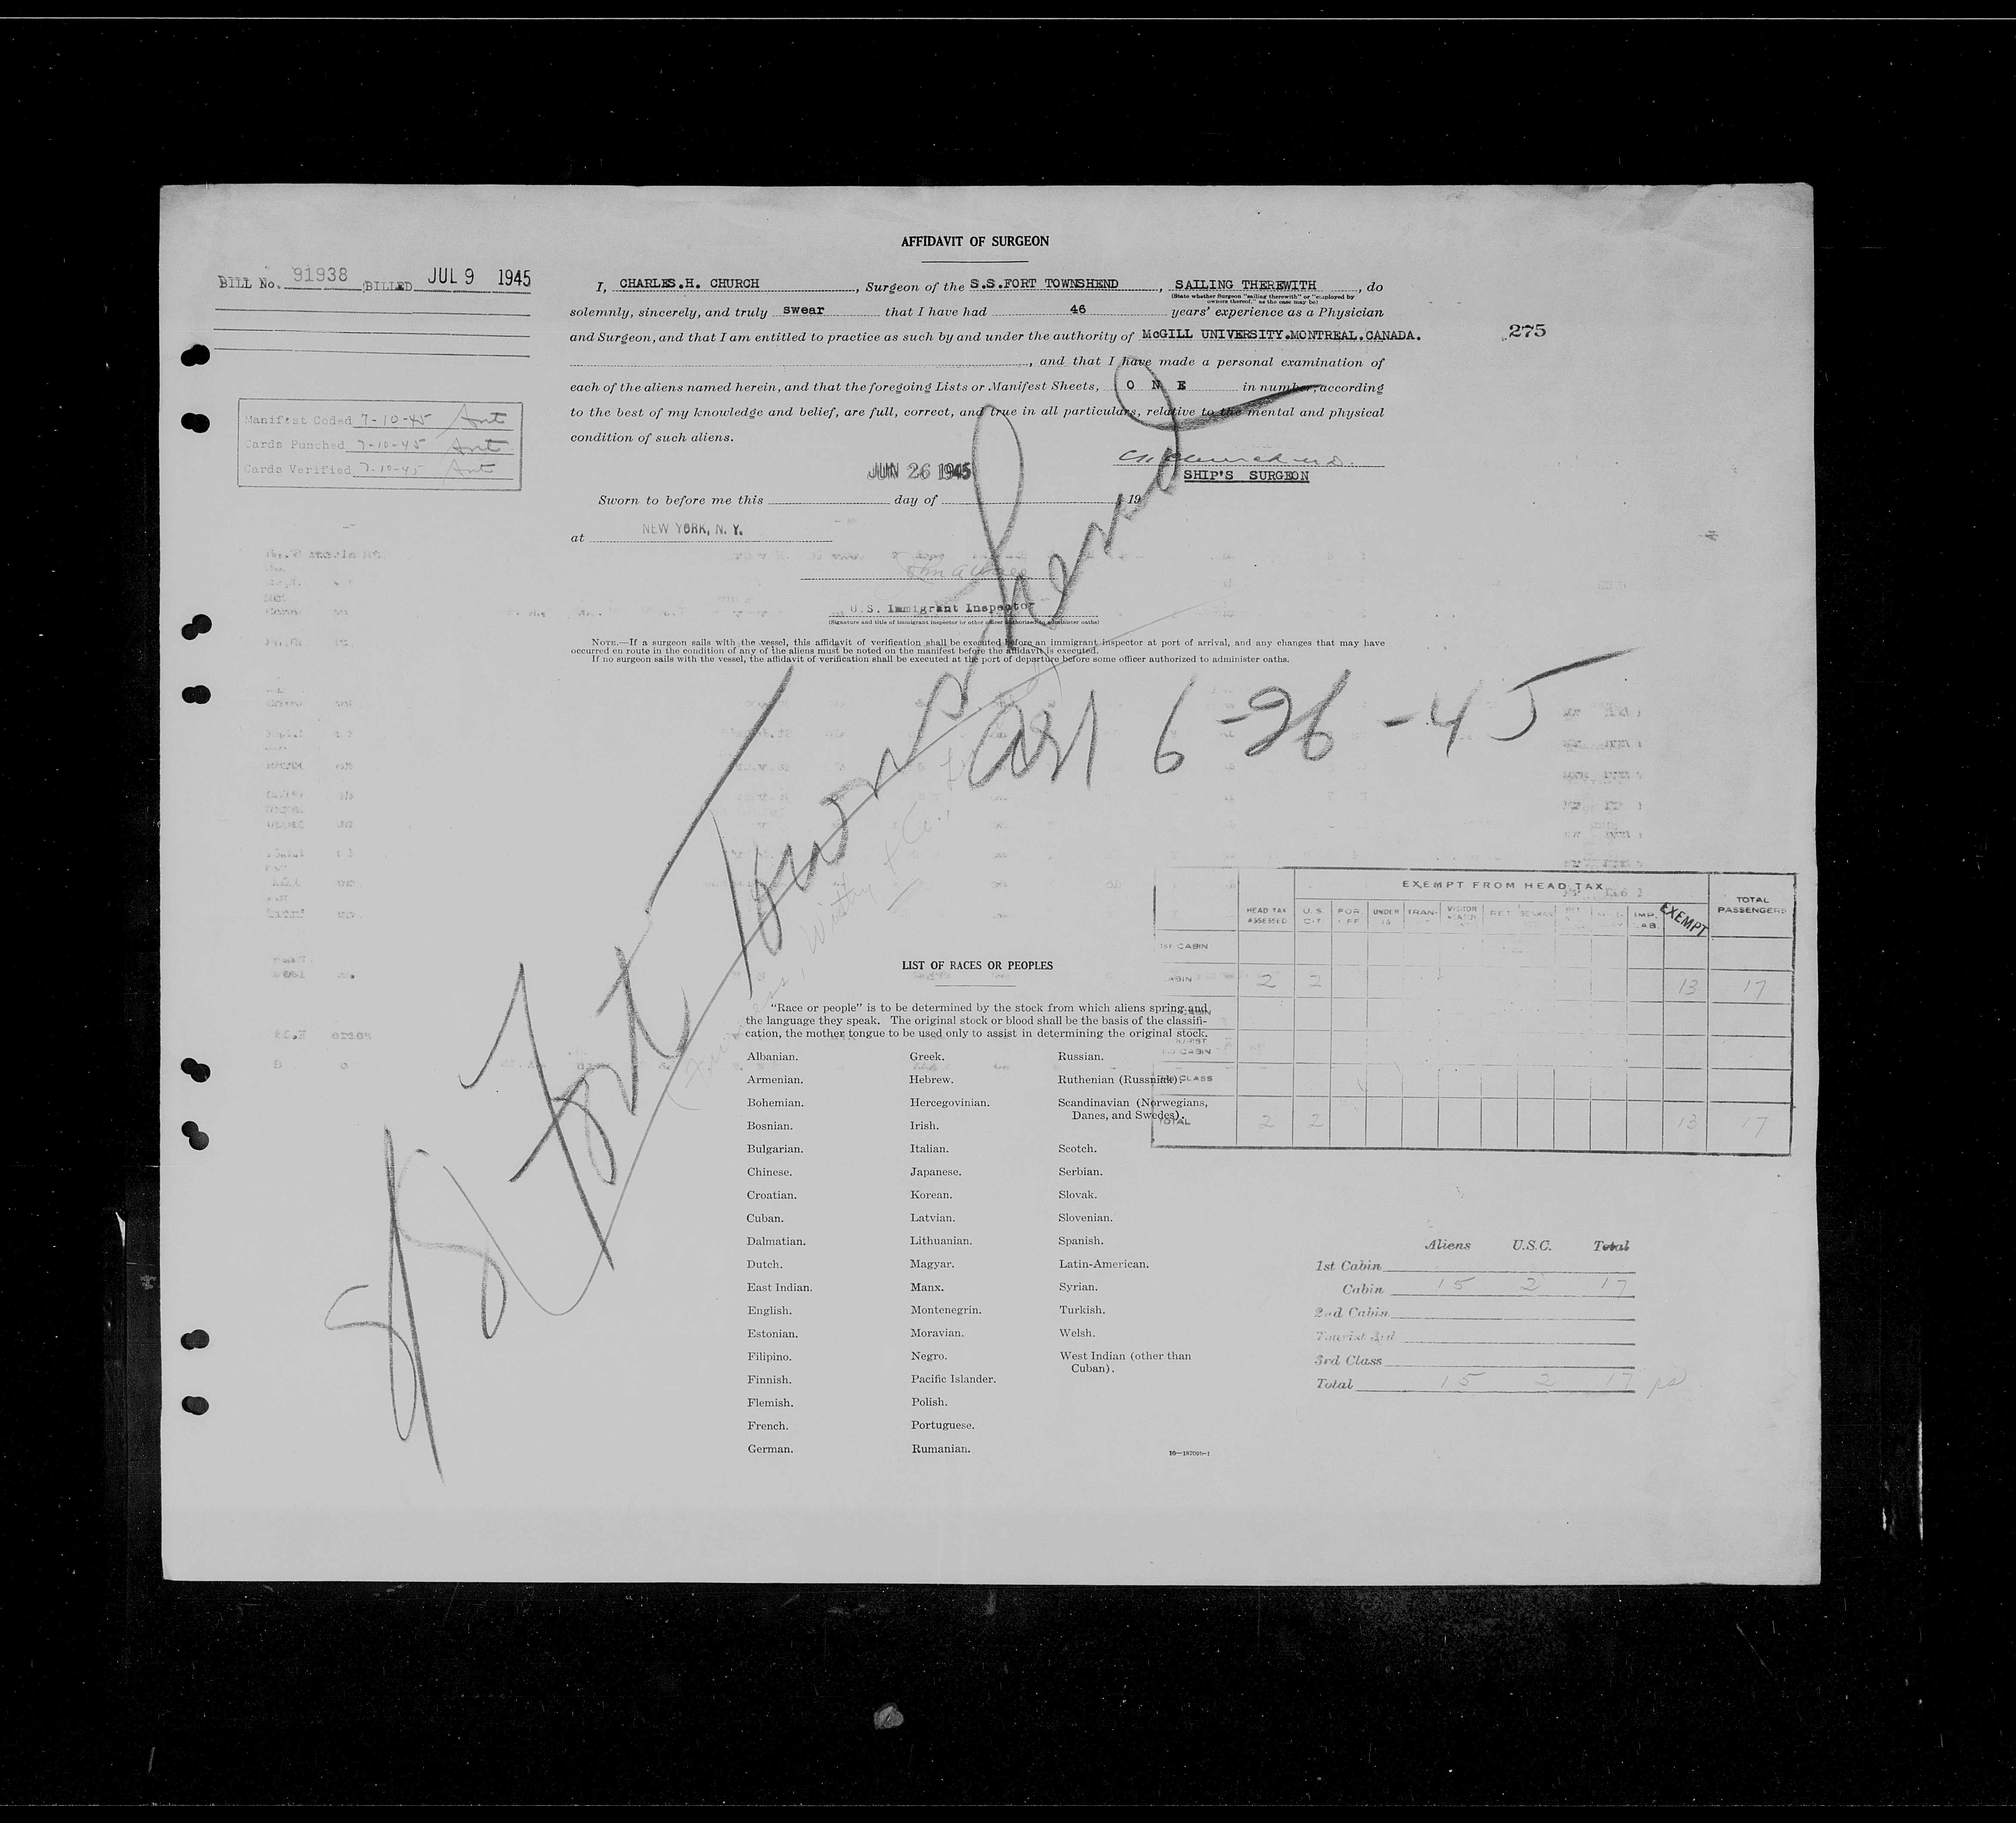 AFFIDAVIT OF SURGEON
BILL No. 91938 BILLED JUL 9 1945
I, CHARLES.H. CHURCH, Surgeon of the S.S.FORT TOWNSHEND, SAILING THEREWITH, do
(State whether Surgeon "sailing therewith" or "employed by
owners thereof," as the case may be)
solemnly, sincerely, and truly swear that I have had 46 years' experience as a Physician
and Surgeon, and that I am entitled to practice as such by and under the authority of McGILL UNIVERSITY.MONTREAL.CANADA.
275
, and that I have made a personal examination of
each of the aliens named herein, and that the foregoing Lists or Manifest Sheets, O N E in number, according
to the best of my knowledge and belief, are full, correct, and true in all particulars, relative to the mental and physical
condition of such aliens.
Manifest Coded 7-10-45
Cards Punched 7-10-45
Cards Verified 7-10-45
SHIP'S SURGEON
JUN 26 1945
Sworn to before me this day of 19
at NEW YORK, N. Y.
U.S. Immigrant Inspector
(Signature and title of immigrant inspector or other officer authorized to administer oaths)
NOTE.—If a surgeon sails with the vessel, this affidavit of verification shall be executed before an immigrant inspector at port of arrival, and any changes that may have
occurred en route in the condition of any of the aliens must be noted on the manifest before the affidavit is executed.
If no surgeon sails with the vessel, the affidavit of verification shall be executed at the port of departure before some officer authorized to administer oaths.
SS Fort Townshend
arr 6-26-45
EXEMPT FROM HEAD TAX
HEAD TAX ASSESSED U.S. CIT. FOR. UNDER TRAN- VISITOR RET. IMP. LAB. EXEMPT TOTAL PASSENGERS
1ST CABIN
CABIN 2 2 13 17
CABIN
3RD CLASS
TOTAL 2 2 13 17
LIST OF RACES OR PEOPLES
"Race or people" is to be determined by the stock from which aliens spring and
the language they speak. The original stock or blood shall be the basis of the classifi-
cation, the mother tongue to be used only to assist in determining the original stock.
Albanian. Greek. Russian.
Armenian. Hebrew. Ruthenian (Russniak).
Bohemian. Hercegovinian. Scandinavian (Norwegians,
Danes, and Swedes).
Bosnian. Irish.
Bulgarian. Italian. Scotch.
Chinese. Japanese. Serbian.
Croatian. Korean. Slovak.
Cuban. Latvian. Slovenian.
Dalmatian. Lithuanian. Spanish.
Dutch. Magyar. Latin-American.
East Indian. Manx. Syrian.
English. Montenegrin. Turkish.
Estonian. Moravian. Welsh.
Filipino. Negro. West Indian (other than
Cuban).
Finnish. Pacific Islander.
Flemish. Polish.
French. Portuguese.
German. Rumanian.
Aliens U.S.C. Total
1st Cabin
Cabin 15 2 17
2nd Cabin
Tourist 3rd
3rd Class
Total 15 2 17